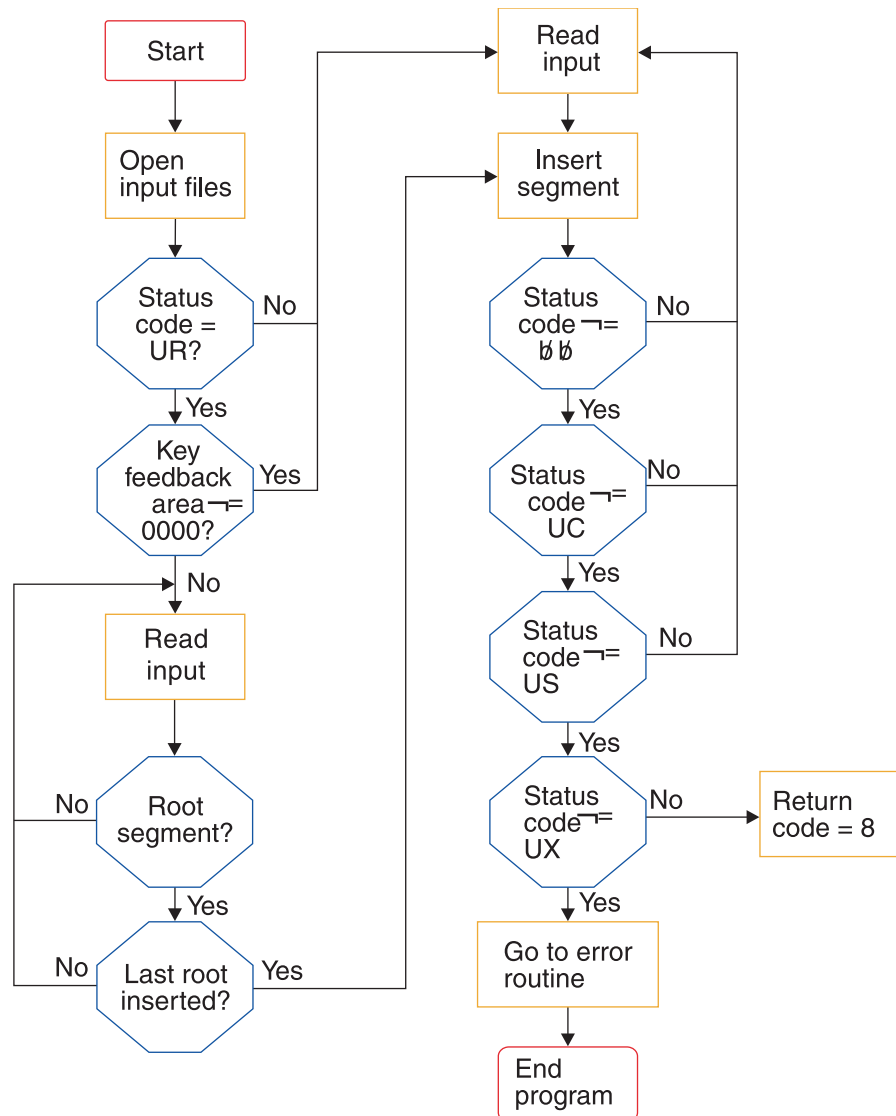 Start
Open
input files
Status
code =
UR?
No
Yes
Key
feedback
area ¬=
0000?
Yes
No
Read
input
Root
segment?
No
Yes
Last root
inserted?
No
Yes
Read
input
Insert
segment
Status
code ¬=
b̸ b̸
No
Yes
Status
code ¬=
UC
No
Yes
Status
code ¬=
US
No
Yes
Status
code ¬=
UX
No
Return
code = 8
Yes
Go to error
routine
End
program